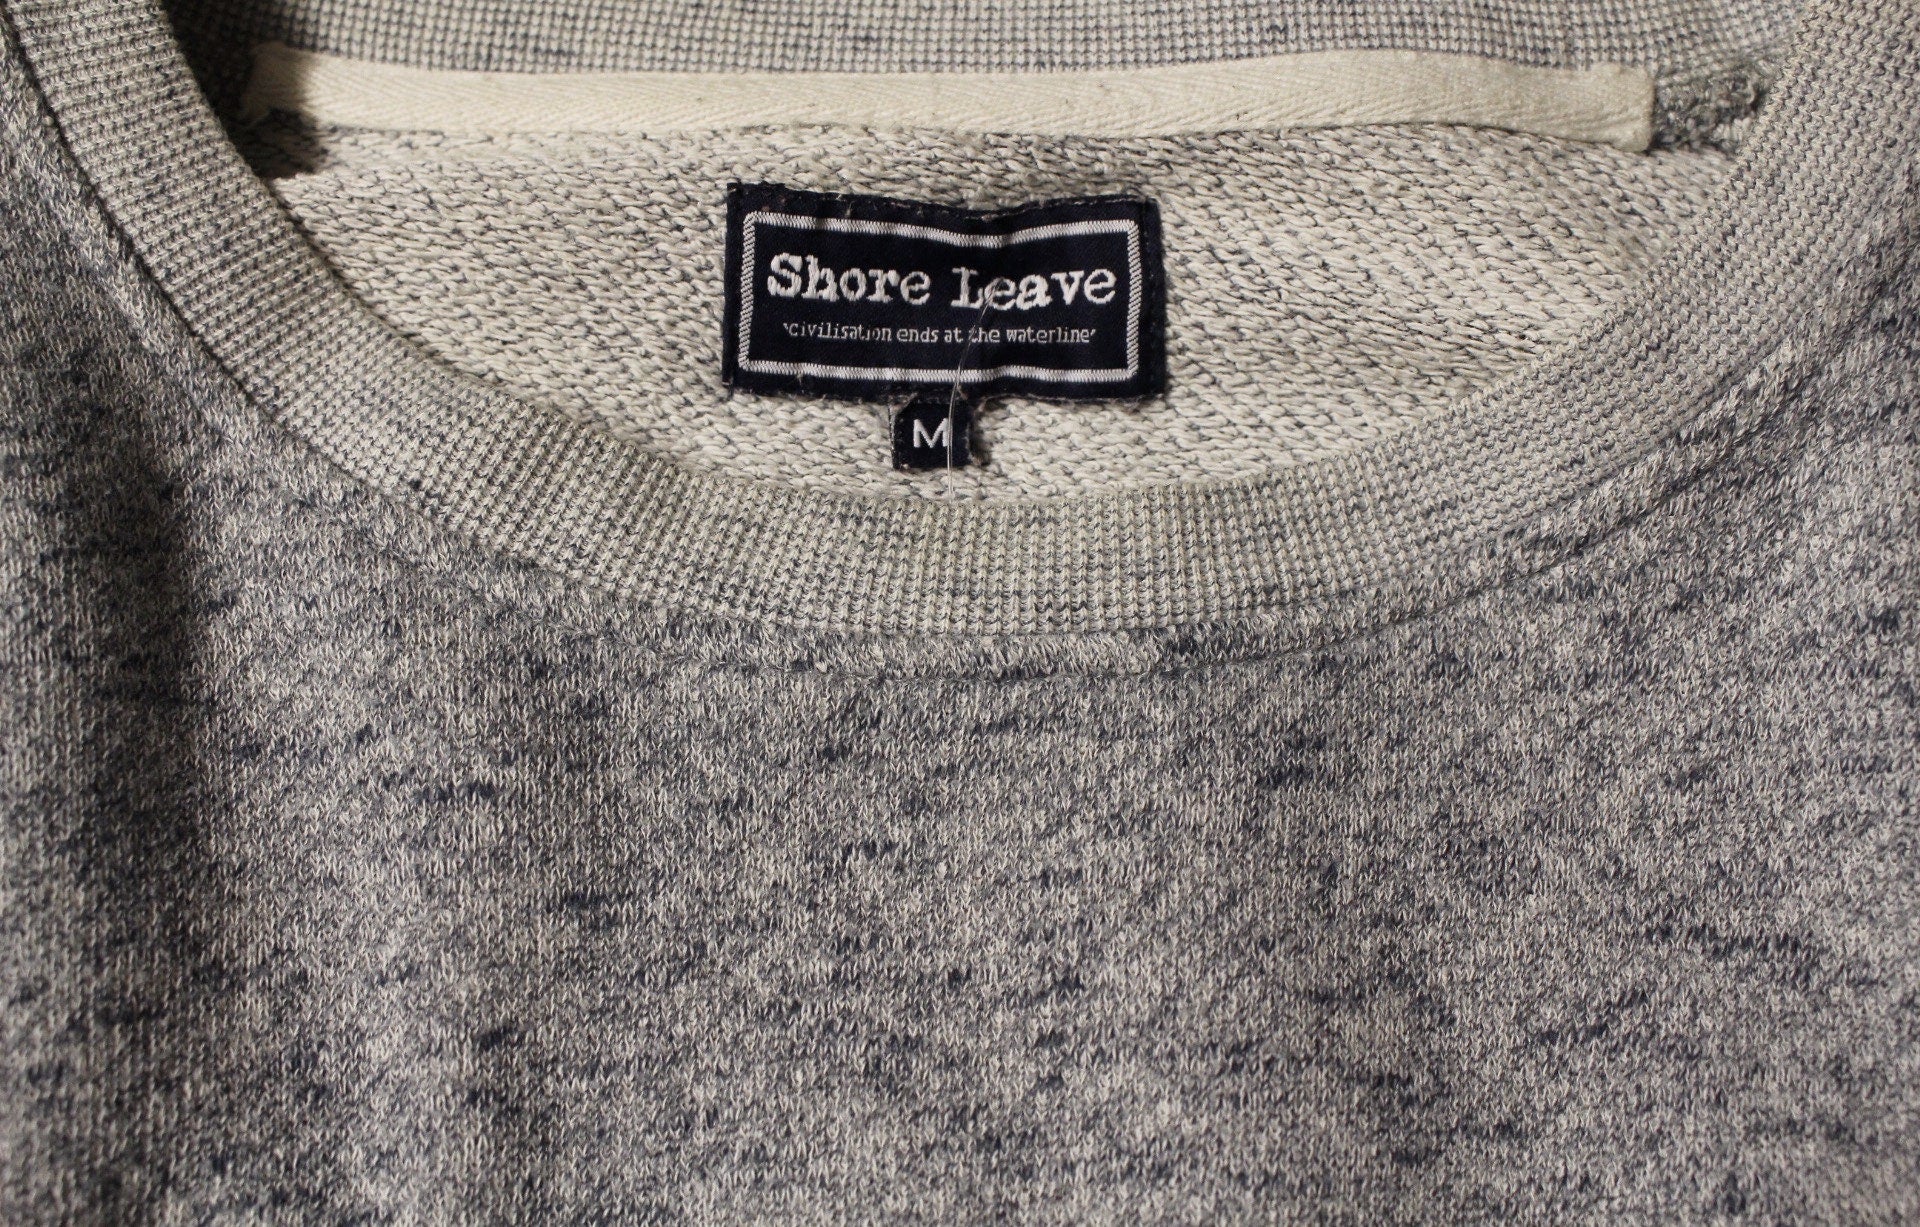 Shore Leave
'Civilisation ends at the waterline'
M